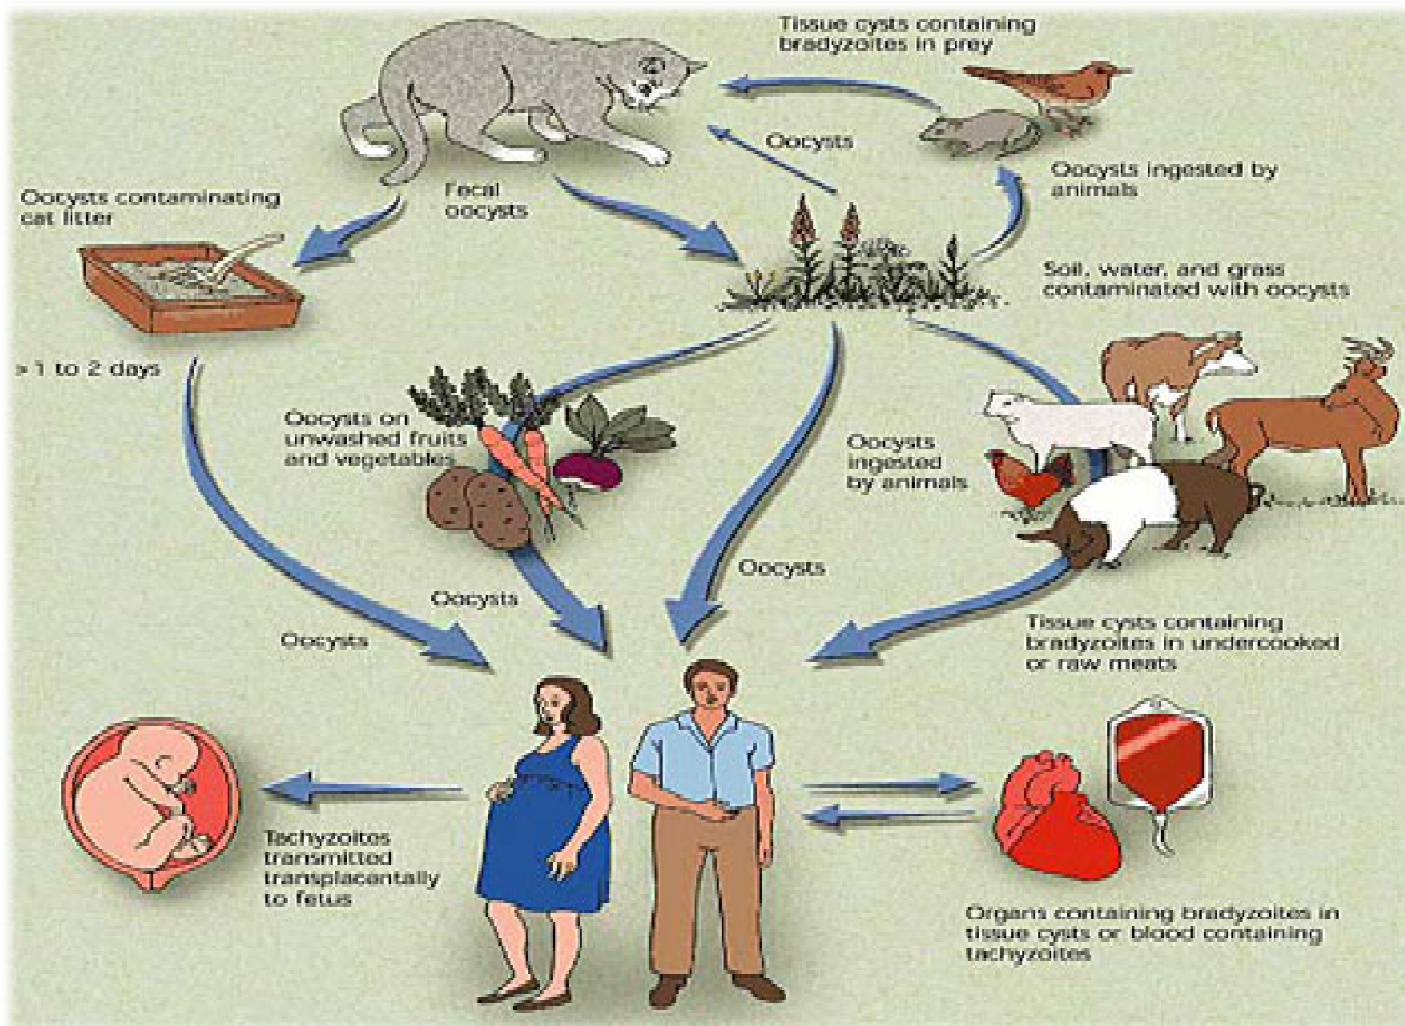 Tissue cysts containing
bradyzoites in prey
Oocysts
Oocysts ingested by
animals
Oocysts contaminating
cat litter
Fecal
oocysts
Soil, water, and grass
contaminated with oocysts
> 1 to 2 days
Oocysts on
unwashed fruits
and vegetables
Oocysts
ingested
by animals
Oocysts
Oocysts
Oocysts
Tissue cysts containing
bradyzoites in undercooked
or raw meats
Tachyzoites
transmitted
transplacentally
to fetus
Organs containing bradyzoites in
tissue cysts or blood containing
tachyzoites